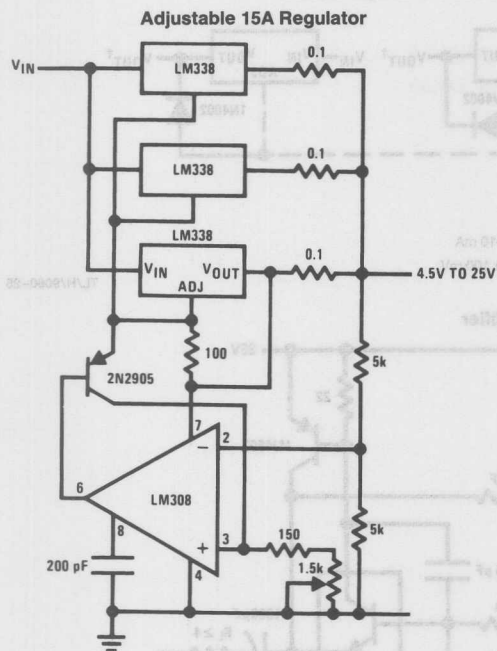 Adjustable 15A Regulator
VIN
LM338
0.1
LM338
0.1
LM338
VIN
VOUT
ADJ
0.1
4.5V TO 25V
100
5k
2N2905
7
2
6
−
LM308
8
+
3
150
5k
200 pF
4
1.5k